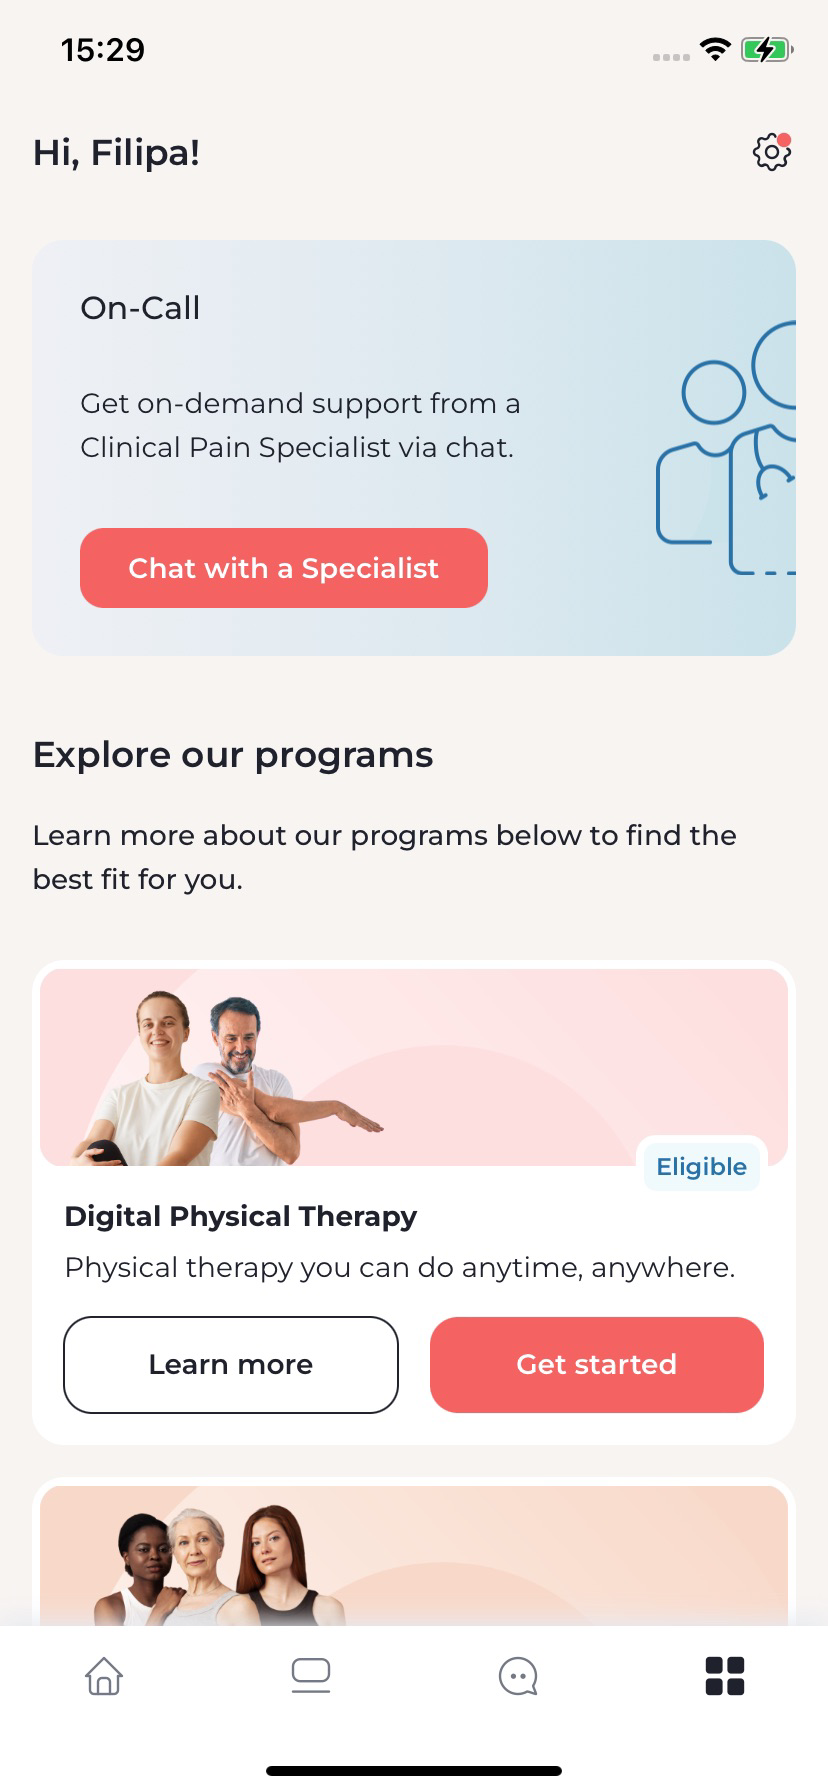 15:29
Hi, Filipa!
On-Call
Get on-demand support from a
Clinical Pain Specialist via chat.
Chat with a Specialist
Explore our programs
Learn more about our programs below to find the
best fit for you.
Eligible
Digital Physical Therapy
Physical therapy you can do anytime, anywhere.
Learn more
Get started